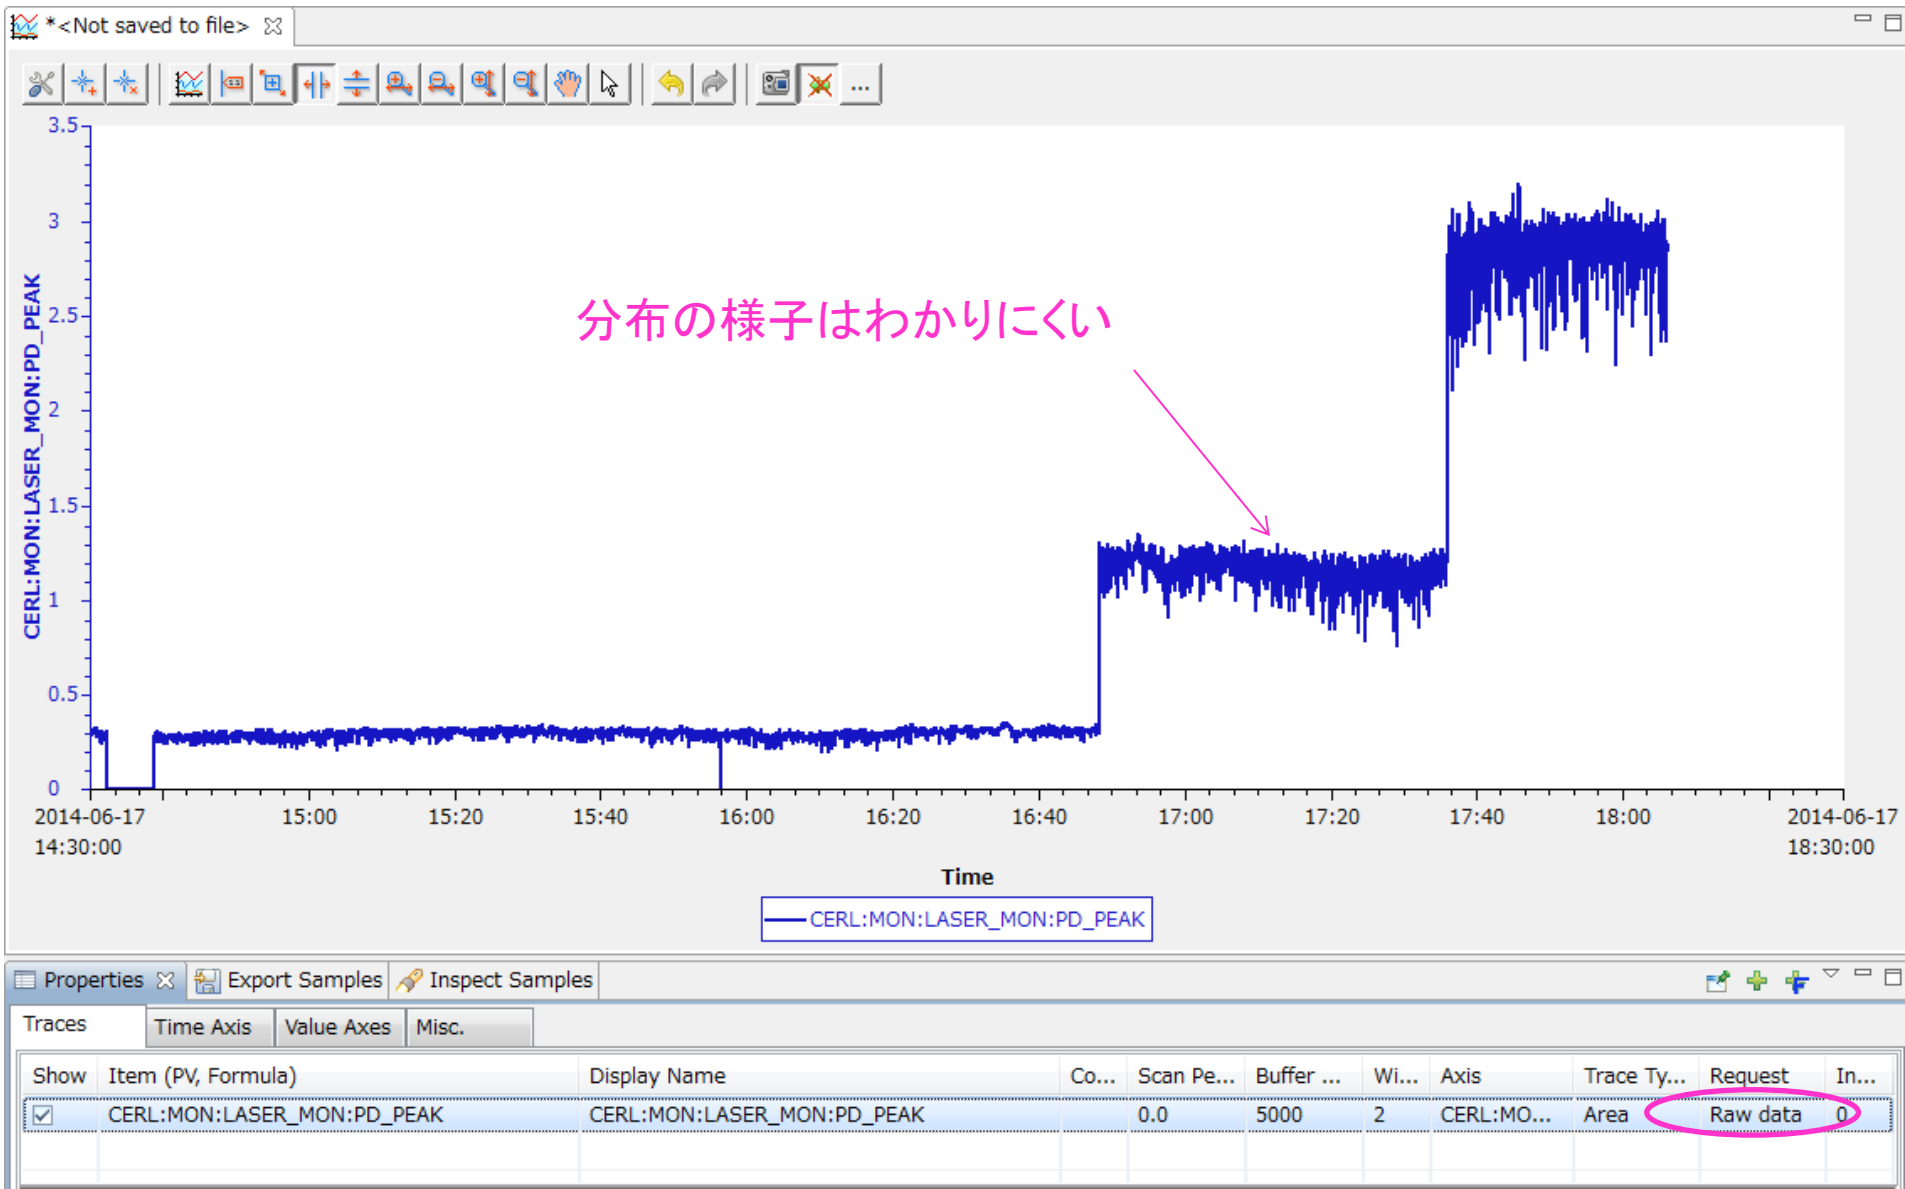 *<Not saved to file>
3.5
3
2.5
2
1.5
1
0.5
0
CERL:MON:LASER_MON:PD_PEAK
分布の様子はわかりにくい
2014-06-17
14:30:00
15:00
15:20
15:40
16:00
16:20
16:40
17:00
17:20
17:40
18:00
2014-06-17
18:30:00
Time
CERL:MON:LASER_MON:PD_PEAK
Properties Export Samples Inspect Samples
Traces Time Axis Value Axes Misc.
Show Item (PV, Formula) Display Name Co... Scan Pe... Buffer ... Wi... Axis Trace Ty... Request In...
CERL:MON:LASER_MON:PD_PEAK CERL:MON:LASER_MON:PD_PEAK 0.0 5000 2 CERL:MO... Area Raw data 0